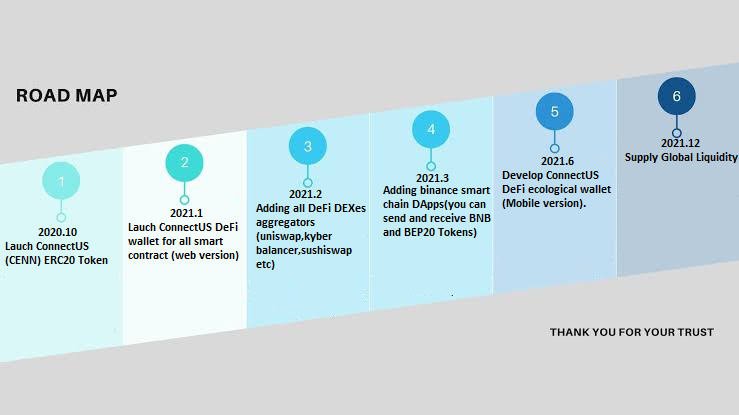 ROAD MAP
1
2020.10
Lauch ConnectUS
(CENN) ERC20 Token
2
2021.1
Lauch ConnectUS DeFi
wallet for all smart
contract (web version)
3
2021.2
Adding all DeFi DEXes
aggregators
(uniswap,kyber
balancer,sushiswap
etc)
4
2021.3
Adding binance smart
chain DApps(you can
send and receive BNB
and BEP20 Tokens)
5
2021.6
Develop ConnectUS
DeFi ecological wallet
(Mobile version).
6
2021.12
Supply Global Liquidity
THANK YOU FOR YOUR TRUST